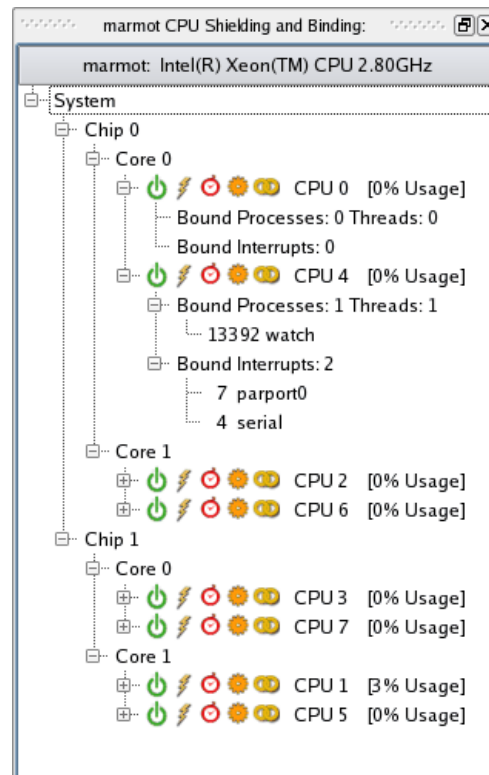 marmot CPU Shielding and Binding:
marmot: Intel(R) Xeon(TM) CPU 2.80GHz
System
Chip 0
Core 0
CPU 0 [0% Usage]
Bound Processes: 0 Threads: 0
Bound Interrupts: 0
CPU 4 [0% Usage]
Bound Processes: 1 Threads: 1
13392 watch
Bound Interrupts: 2
7 parport0
4 serial
Core 1
CPU 2 [0% Usage]
CPU 6 [0% Usage]
Chip 1
Core 0
CPU 3 [0% Usage]
CPU 7 [0% Usage]
Core 1
CPU 1 [3% Usage]
CPU 5 [0% Usage]